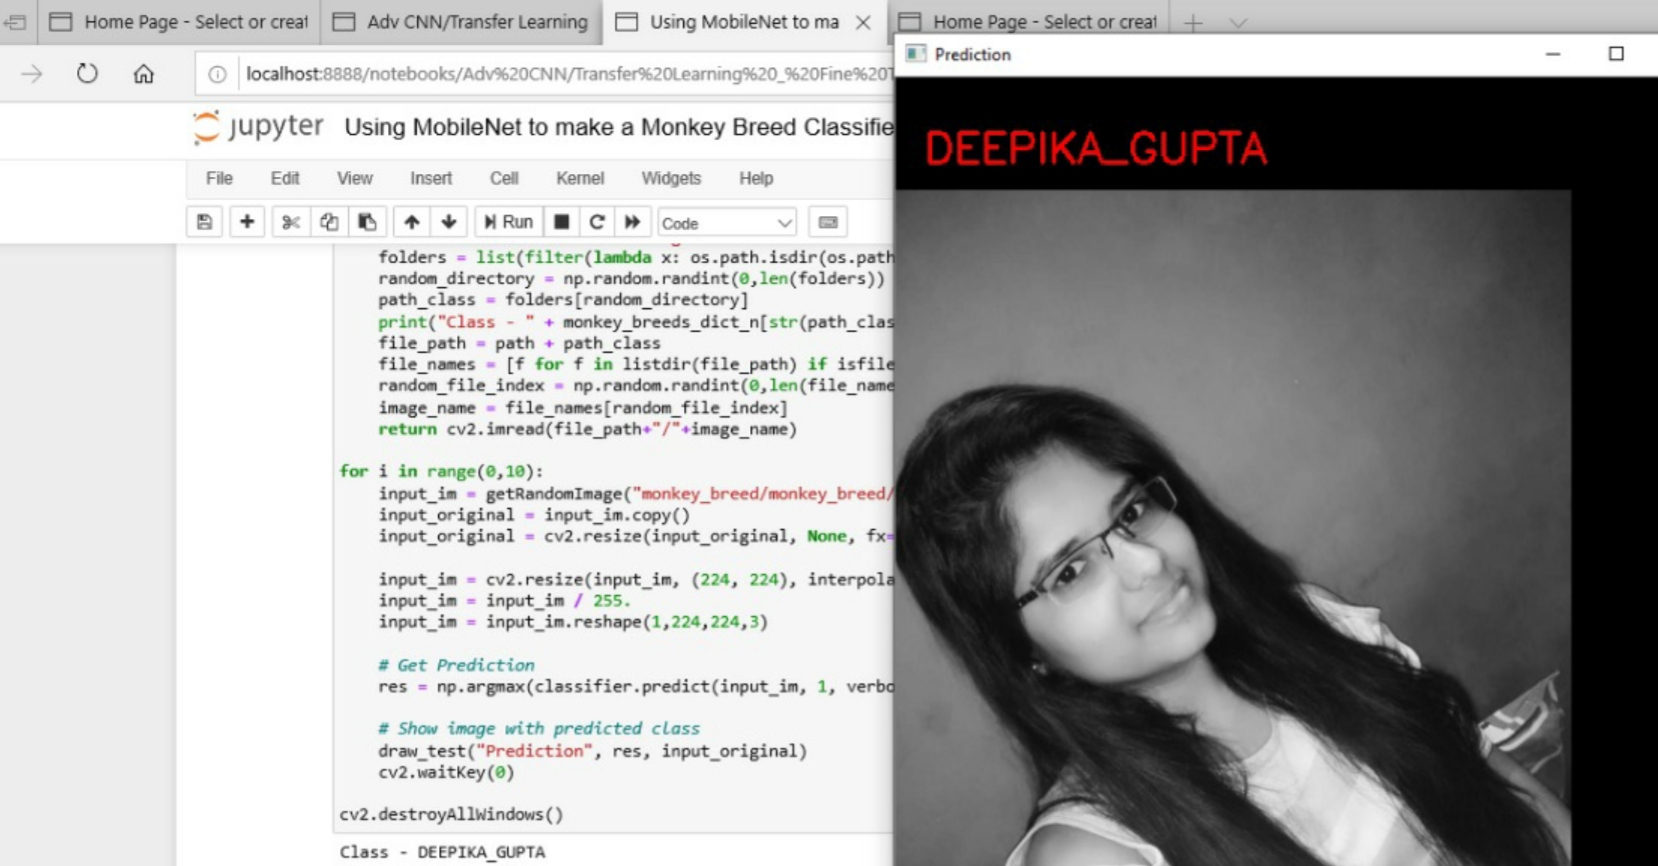 Home Page - Select or creat
Adv CNN/Transfer Learning
Using MobileNet to ma
Home Page - Select or creat
Prediction
localhost:8888/notebooks/Adv%20CNN/Transfer%20Learning%20_%20Fine%20T
jupyter Using MobileNet to make a Monkey Breed Classifie
DEEPIKA_GUPTA
File Edit View Insert Cell Kernel Widgets Help
Run Code
folders = list(filter(lambda x: os.path.isdir(os.path
random_directory = np.random.randint(0,len(folders))
path_class = folders[random_directory]
print("Class - " + monkey_breeds_dict_n[str(path_clas
file_path = path + path_class
file_names = [f for f in listdir(file_path) if isfile
random_file_index = np.random.randint(0,len(file_name
image_name = file_names[random_file_index]
return cv2.imread(file_path+"/"+image_name)
for i in range(0,10):
input_im = getRandomImage("monkey_breed/monkey_breed/
input_original = input_im.copy()
input_original = cv2.resize(input_original, None, fx=
input_im = cv2.resize(input_im, (224, 224), interpola
input_im = input_im / 255.
input_im = input_im.reshape(1,224,224,3)
# Get Prediction
res = np.argmax(classifier.predict(input_im, 1, verbo
# Show image with predicted class
draw_test("Prediction", res, input_original)
cv2.waitKey(0)
cv2.destroyAllWindows()
Class - DEEPIKA_GUPTA